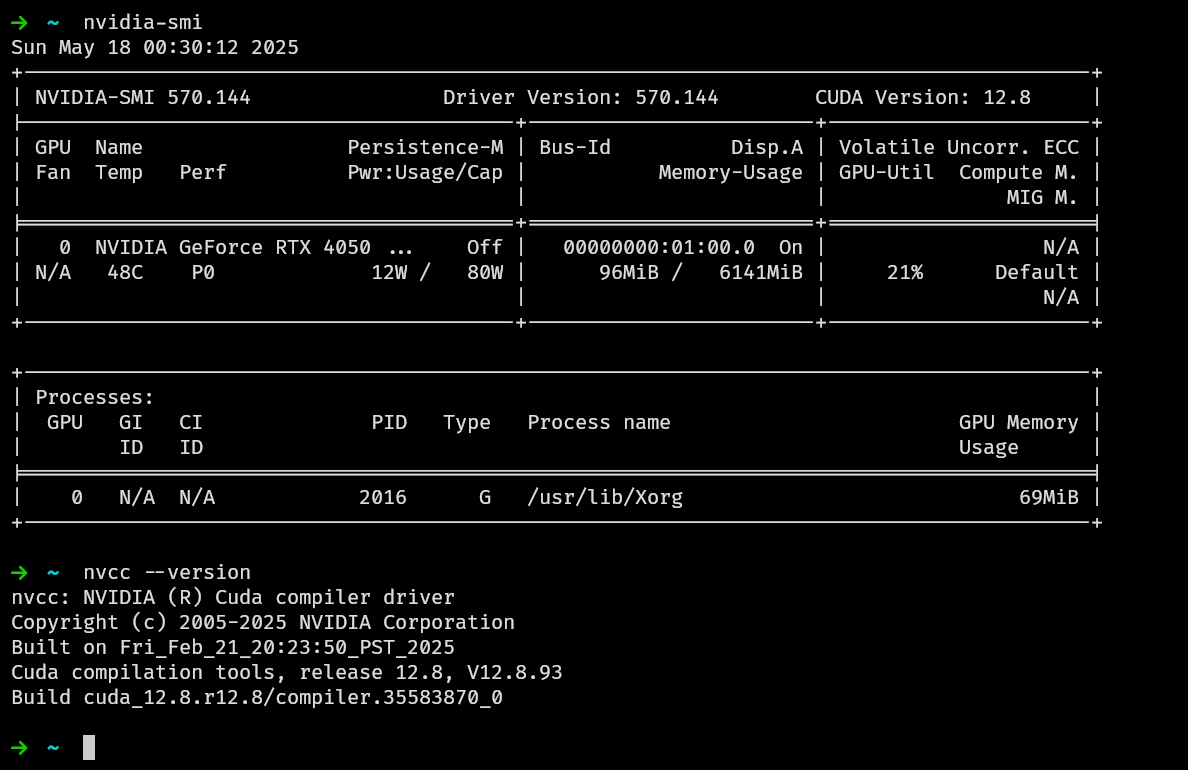 → ~ nvidia-smi
Sun May 18 00:30:12 2025
+-----------------------------------------------------------------------------------------+
| NVIDIA-SMI 570.144                Driver Version: 570.144        CUDA Version: 12.8     |
|-----------------------------------------+------------------------+----------------------+
| GPU  Name                 Persistence-M | Bus-Id          Disp.A | Volatile Uncorr. ECC |
| Fan  Temp   Perf          Pwr:Usage/Cap |           Memory-Usage | GPU-Util  Compute M. |
|                                         |                        |               MIG M. |
|=========================================+========================+======================|
|   0  NVIDIA GeForce RTX 4050 ...    Off |   00000000:01:00.0  On |                  N/A |
| N/A   48C    P0             12W /   80W |      96MiB /   6141MiB |     21%      Default |
|                                         |                        |                  N/A |
+-----------------------------------------+------------------------+----------------------+
+-----------------------------------------------------------------------------------------+
| Processes:                                                                              |
|  GPU   GI   CI              PID   Type   Process name                        GPU Memory |
|        ID   ID                                                               Usage      |
|=========================================================================================|
|    0   N/A  N/A            2016      G   /usr/lib/Xorg                            69MiB |
+-----------------------------------------------------------------------------------------+
→ ~ nvcc --version
nvcc: NVIDIA (R) Cuda compiler driver
Copyright (c) 2005-2025 NVIDIA Corporation
Built on Fri_Feb_21_20:23:50_PST_2025
Cuda compilation tools, release 12.8, V12.8.93
Build cuda_12.8.r12.8/compiler.35583870_0
→ ~